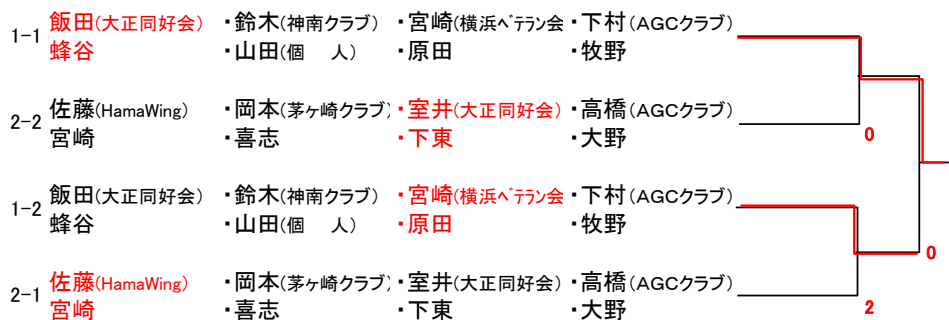 1-1 飯田(大正同好会) ・鈴木(神南クラブ) ・宮崎(横浜ﾍﾞﾃﾗﾝ会 ・下村(AGCクラブ)
蜂谷 ・山田(個　人) ・原田 ・牧野
2-2 佐藤(HamaWing) ・岡本(茅ヶ崎クラブ) ・室井(大正同好会) ・高橋(AGCクラブ)
宮崎 ・喜志 ・下東 ・大野
0
1-2 飯田(大正同好会) ・鈴木(神南クラブ) ・宮崎(横浜ﾍﾞﾃﾗﾝ会 ・下村(AGCクラブ)
蜂谷 ・山田(個　人) ・原田 ・牧野
0
2-1 佐藤(HamaWing) ・岡本(茅ヶ崎クラブ) ・室井(大正同好会) ・高橋(AGCクラブ)
宮崎 ・喜志 ・下東 ・大野
2